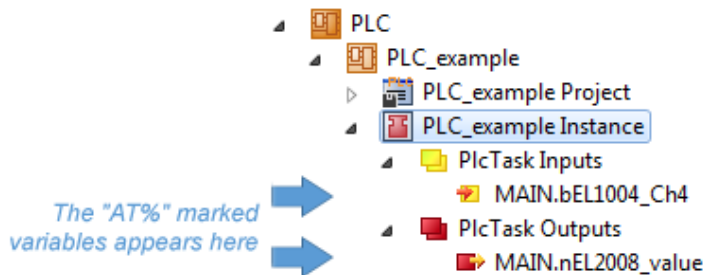 PLC
PLC_example
PLC_example Project
PLC_example Instance
PlcTask Inputs
MAIN.bEL1004_Ch4
PlcTask Outputs
MAIN.nEL2008_value
The "AT%" marked
variables appears here